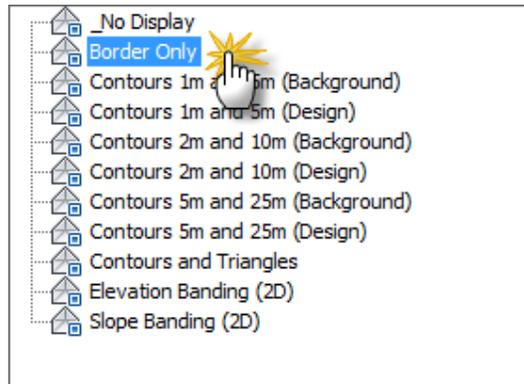 _No Display
Border Only
Contours 1m a 5m (Background)
Contours 1m and 5m (Design)
Contours 2m and 10m (Background)
Contours 2m and 10m (Design)
Contours 5m and 25m (Background)
Contours 5m and 25m (Design)
Contours and Triangles
Elevation Banding (2D)
Slope Banding (2D)